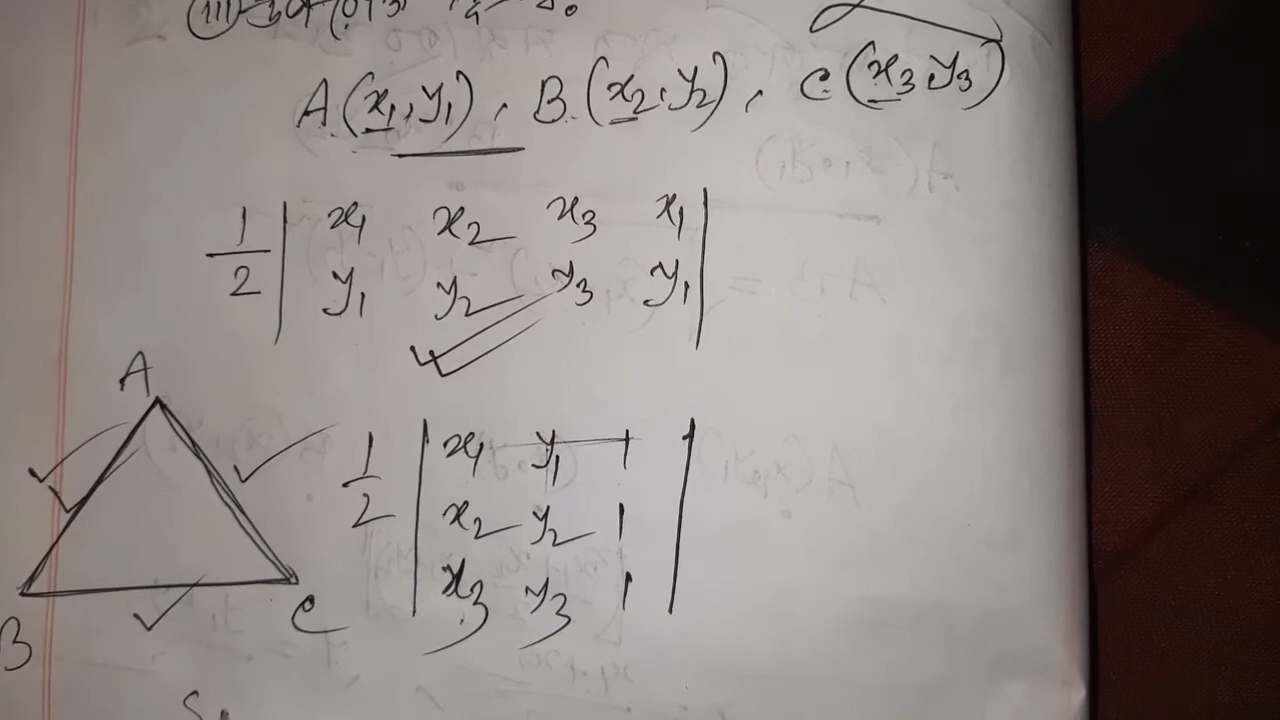 (iii)
A(x₁, y₁), B(x₂, y₂), C(x₃ y₃)
1/2 | x₁ x₂ x₃ x₁ |
y₁ y₂ y₃ y₁
A
B
C
1/2 | x₁ y₁ 1 |
x₂ y₂ 1
x₃ y₃ 1